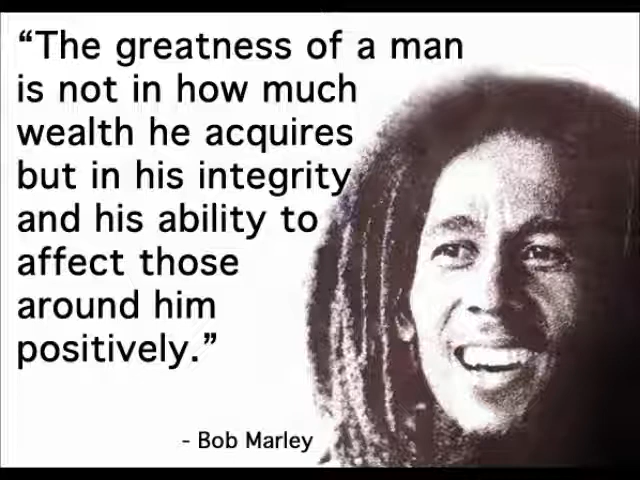 “The greatness of a man
is not in how much
wealth he acquires
but in his integrity
and his ability to
affect those
around him
positively.”
- Bob Marley